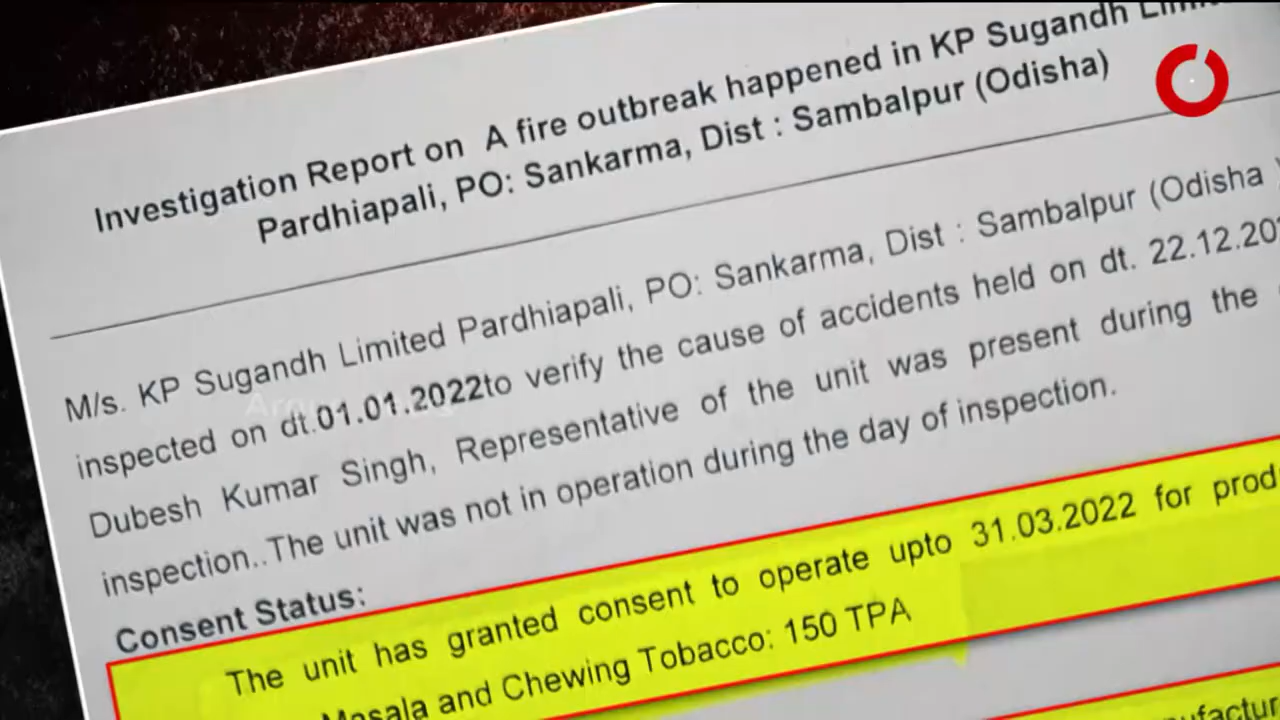 Investigation Report on A fire outbreak happened in KP Sugandh
Pardhiapali, PO: Sankarma, Dist : Sambalpur (Odisha)
M/s. KP Sugandh Limited Pardhiapali, PO: Sankarma, Dist : Sambalpur (Odisha
inspected on dt.01.01.2022to verify the cause of accidents held on dt. 22.12.20
Dubesh Kumar Singh, Representative of the unit was present during the
inspection..The unit was not in operation during the day of inspection.
Consent Status:
The unit has granted consent to operate upto 31.03.2022 for prod
Masala and Chewing Tobacco: 150 TPA